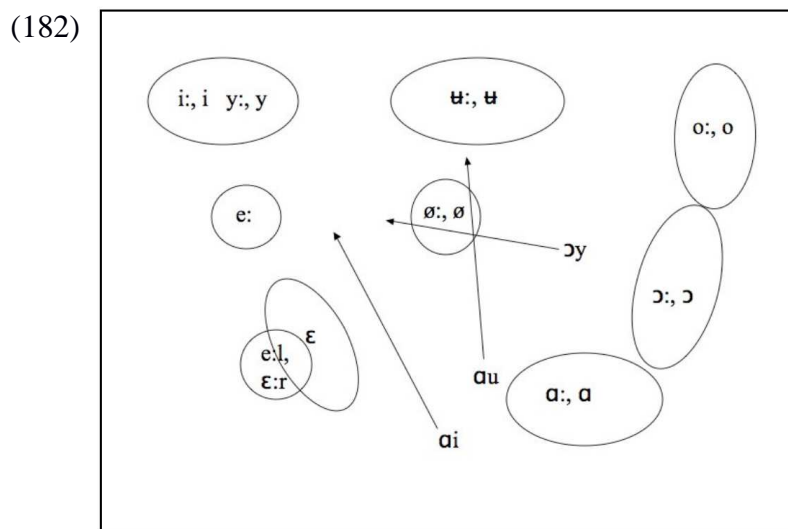 (182)
i:, i y:, y
ʉ:, ʉ
o:, o
e:
ø:, ø
ɔy
ɔ:, ɔ
ɛ
e:l,
ɛ:r
ɑu
ɑ:, ɑ
ɑi